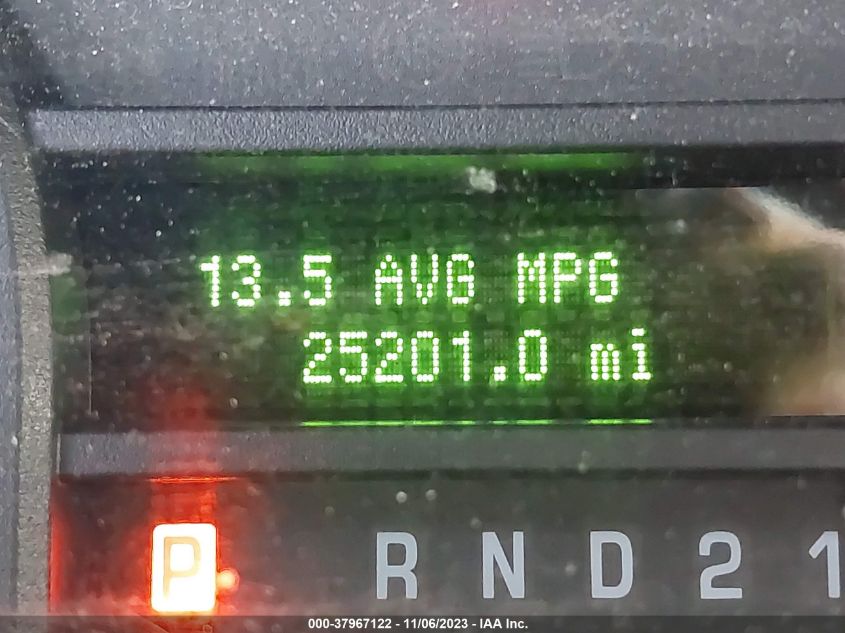 13.5 AVG MPG
25201.0 mi
P R N D 2 1
000-37967122 - 11/06/2023 - IAA Inc.